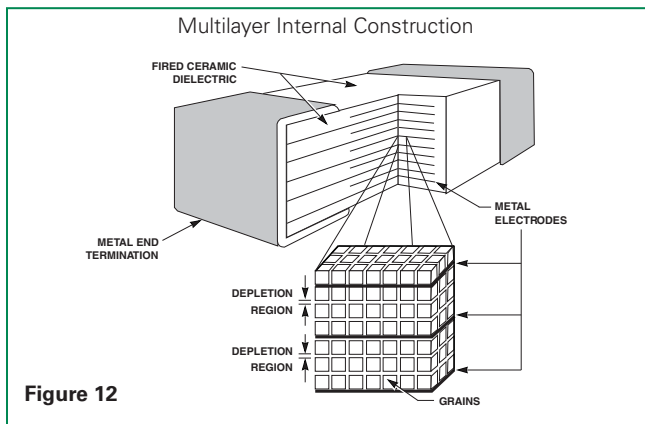 Multilayer Internal Construction
FIRED CERAMIC
DIELECTRIC
METAL
ELECTRODES
METAL END
TERMINATION
DEPLETION
REGION
DEPLETION
REGION
GRAINS
Figure 12